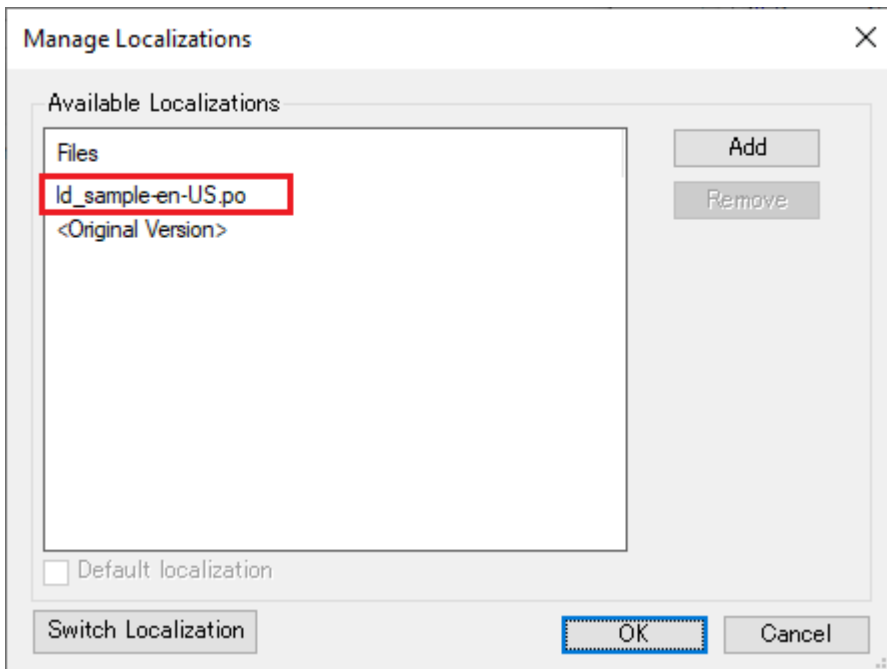 Manage Localizations
Available Localizations
Files
Add
ld_sample-en-US.po
Remove
<Original Version>
Default localization
Switch Localization
OK
Cancel